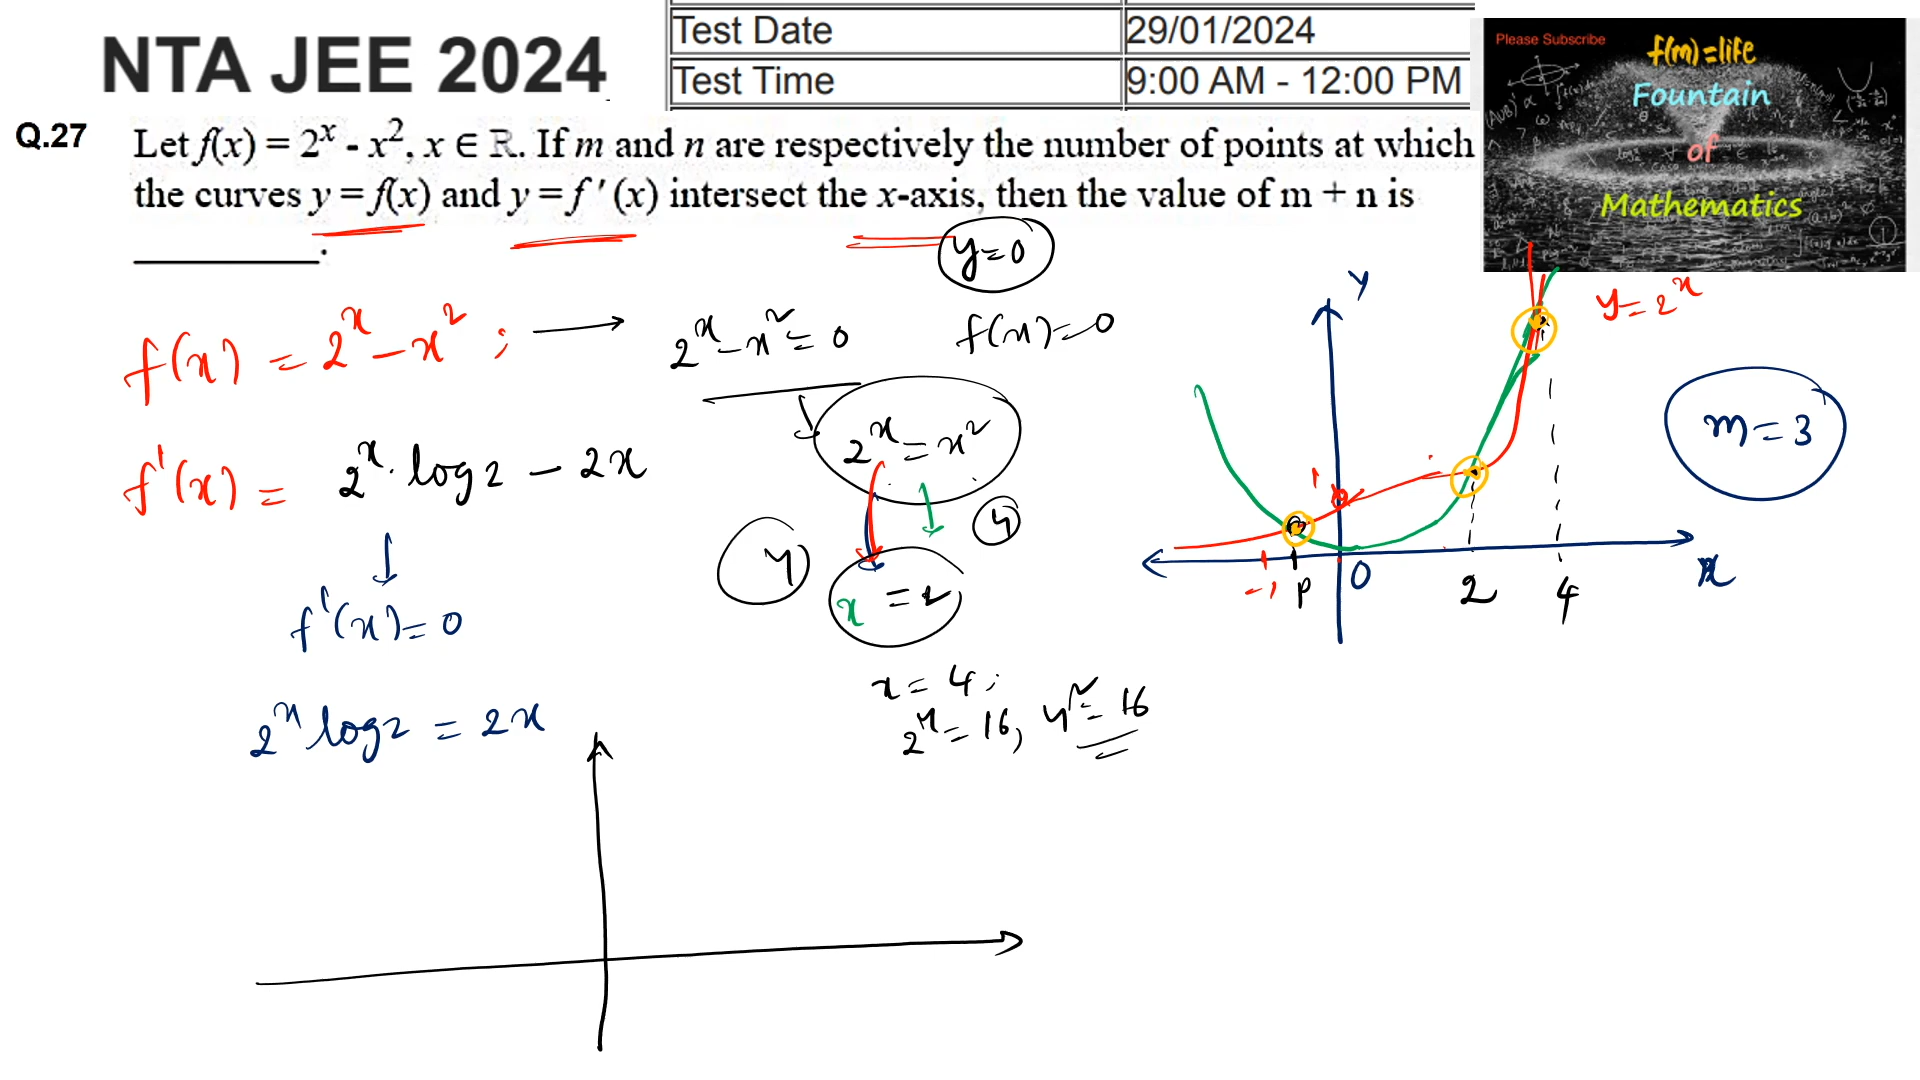 NTA JEE 2024
Test Date 29/01/2024
Test Time 9:00 AM - 12:00 PM
Please Subscribe
f(m)=life
Fountain
of
Mathematics
Q.27 Let f(x) = 2^x - x^2, x ∈ R. If m and n are respectively the number of points at which
the curves y = f(x) and y = f '(x) intersect the x-axis, then the value of m + n is
__________.
y=0
f(x) = 2^x - x^2 ; →
2^x - x^2 = 0
f(x)=0
f'(x) = 2^x . log 2 - 2x
2^x = x^2
4
4
x = 2
↓
f'(x) = 0
2^x log 2 = 2x
x = 4 ;
2^4 = 16, 4^2 = 16
y
y = 2^x
1
-1
P
O
2
4
x
m = 3